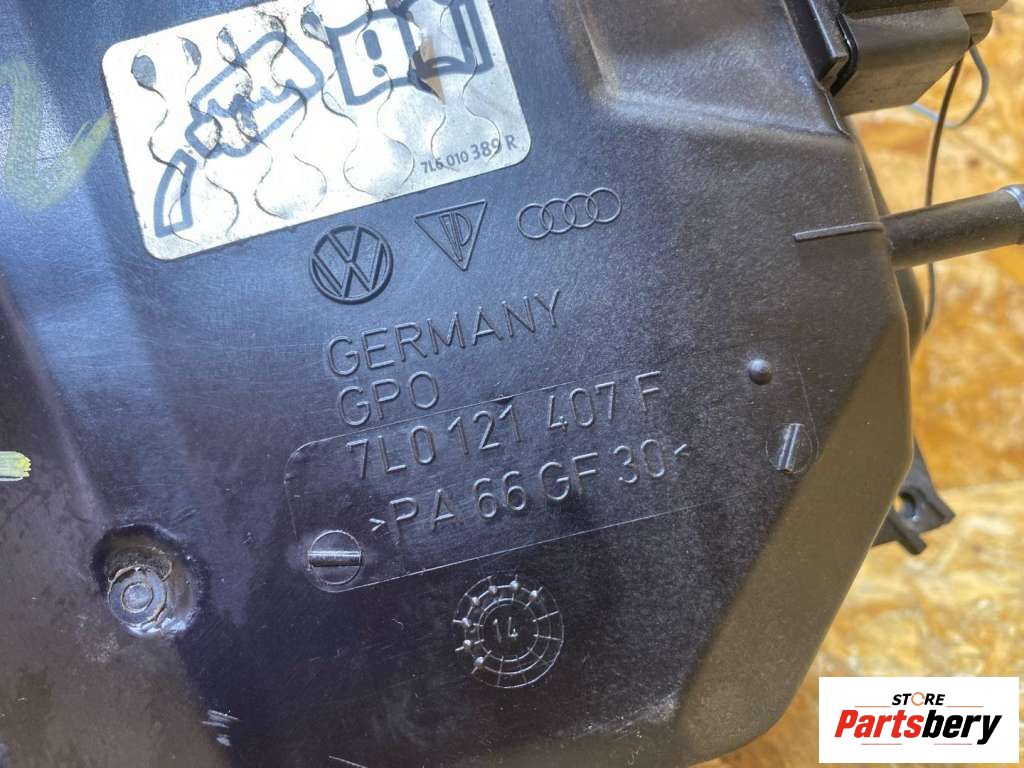 7L6 010 389 R
GERMANY
GPO
7L0 121 407 F
>PA 66 GF 30<
14
STORE
Partsbery